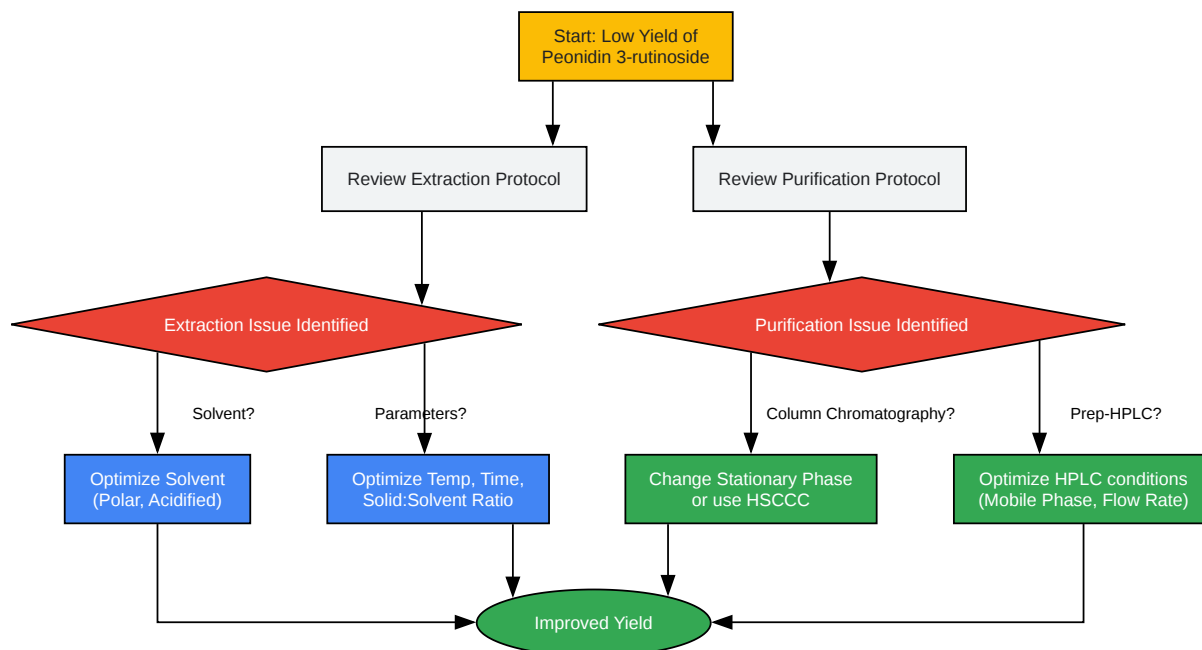 Start: Low Yield of
Peonidin 3-rutinoside
Review Extraction Protocol
Review Purification Protocol
Extraction Issue Identified
Purification Issue Identified
Solvent?
Parameters?
Column Chromatography?
Prep-HPLC?
Optimize Solvent
(Polar, Acidified)
Optimize Temp, Time,
Solid:Solvent Ratio
Change Stationary Phase
or use HSCCC
Optimize HPLC conditions
(Mobile Phase, Flow Rate)
Improved Yield